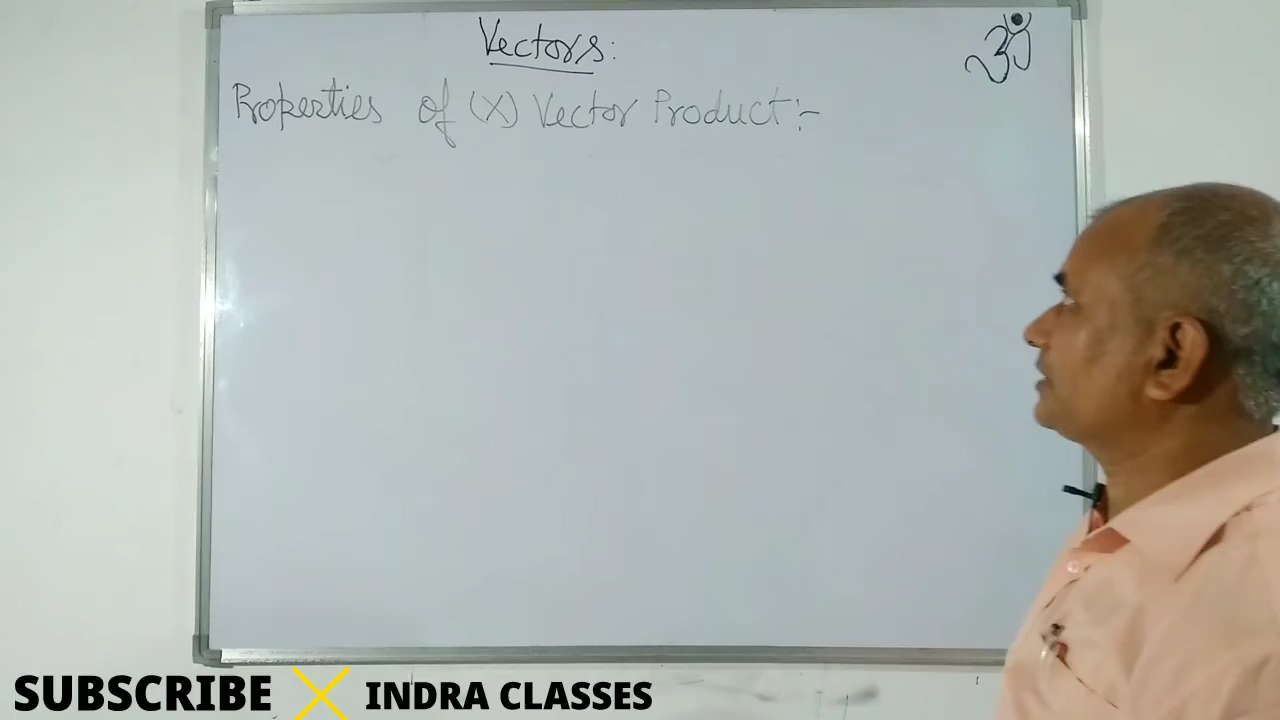 Vectors:
ॐ
Properties of (X) Vector Product:-
SUBSCRIBE INDRA CLASSES